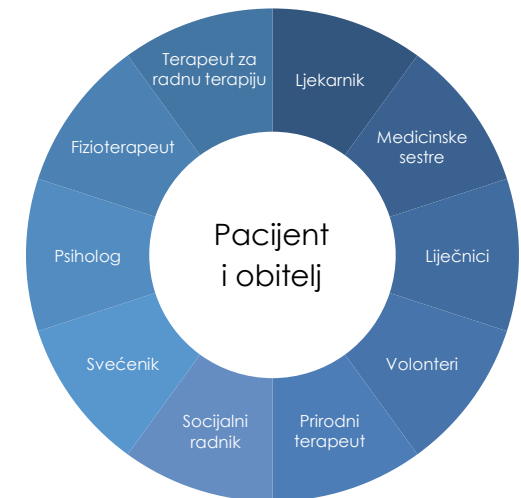 Terapeut za
radnu terapiju
Ljekarnik
Medicinske
sestre
Fizioterapeut
Pacijent
i obitelj
Psiholog
Liječnici
Svećenik
Volonteri
Socijalni
radnik
Prirodni
terapeut